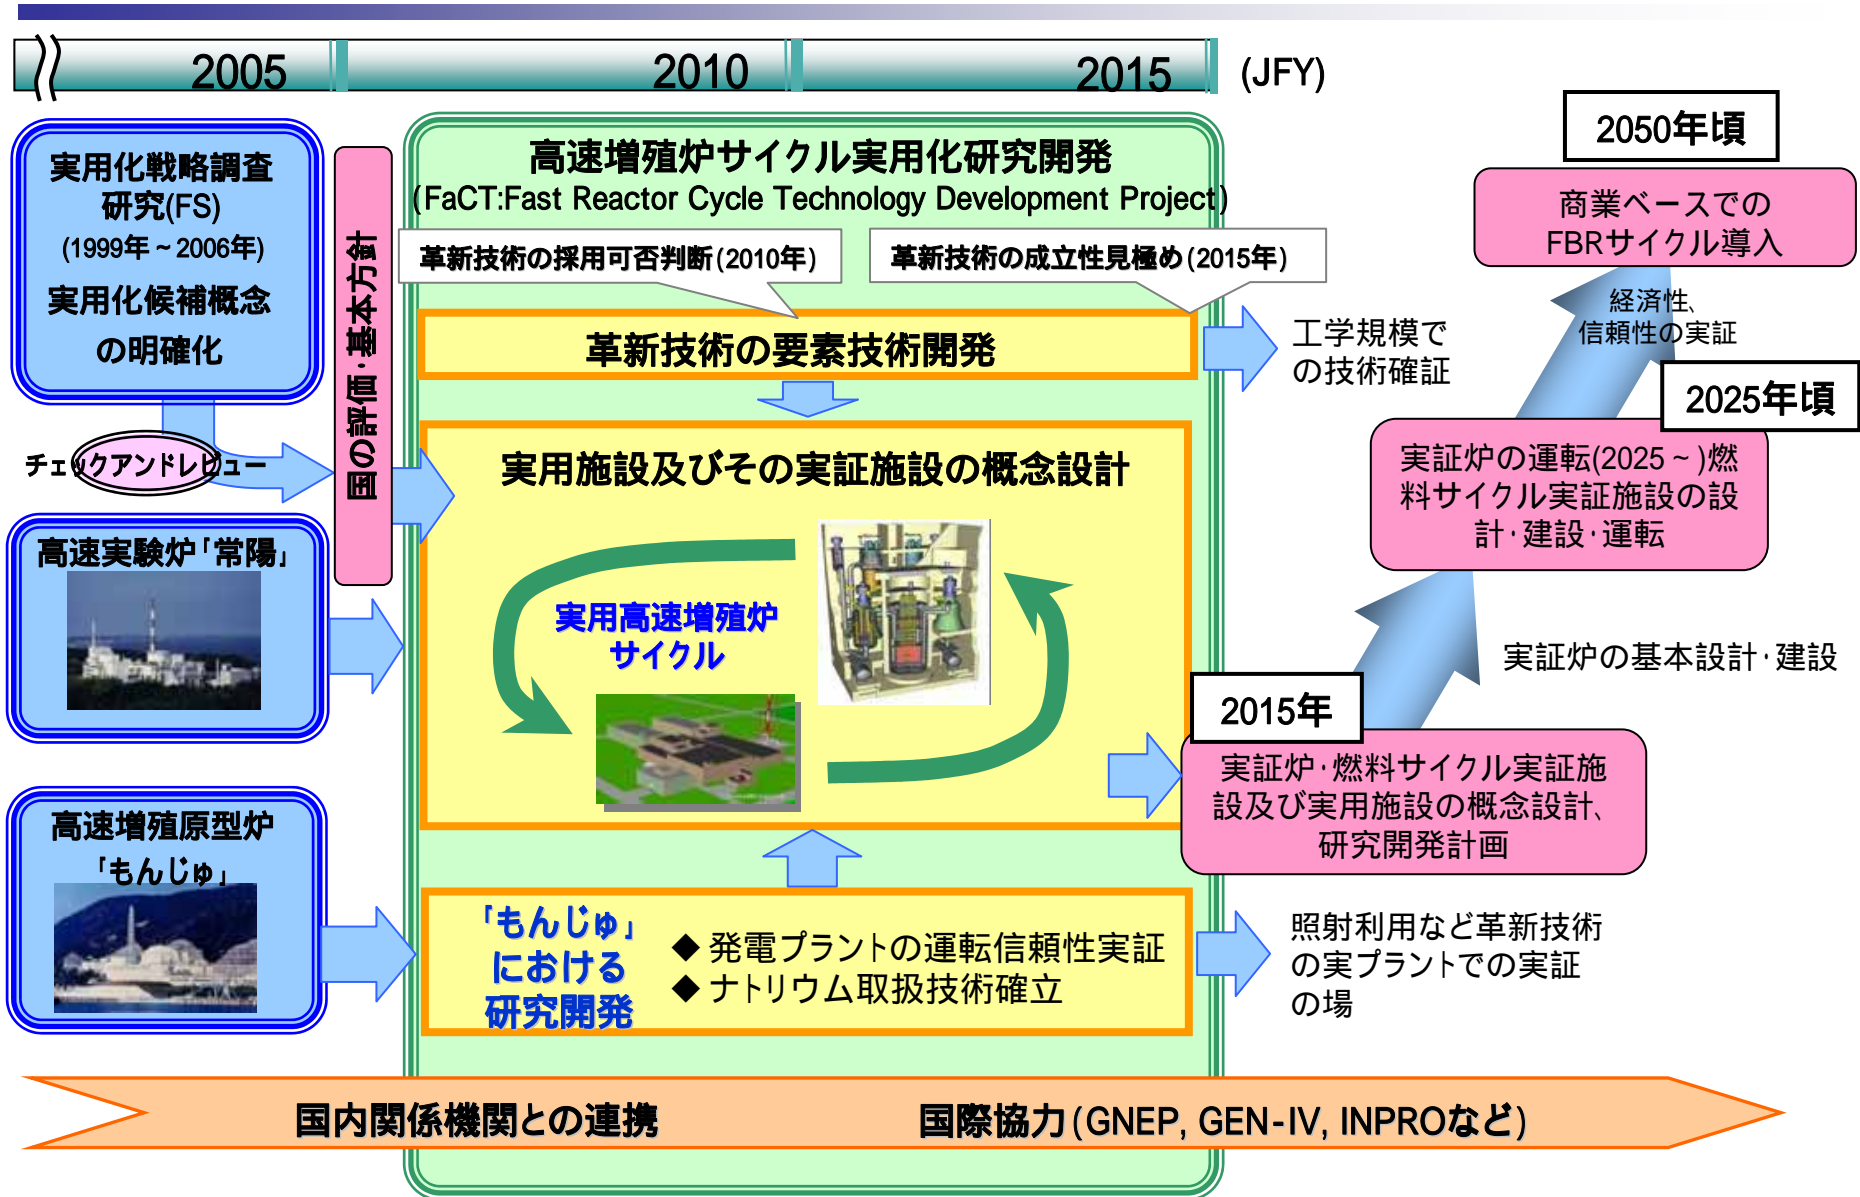 2005
2010
2015
(JFY)
実用化戦略調査
研究(FS)
(1999年～2006年)
実用化候補概念
の明確化
チェックアンドレビュー
高速実験炉「常陽」
高速増殖原型炉
「もんじゅ」
国の評価・基本方針
高速増殖炉サイクル実用化研究開発
(FaCT:Fast Reactor Cycle Technology Development Project)
革新技術の採用可否判断(2010年)
革新技術の成立性見極め(2015年)
革新技術の要素技術開発
工学規模で
の技術確証
実用施設及びその実証施設の概念設計
実用高速増殖炉
サイクル
「もんじゅ」
における
研究開発
◆ 発電プラントの運転信頼性実証
◆ ナトリウム取扱技術確立
照射利用など革新技術
の実プラントでの実証
の場
2015年
実証炉・燃料サイクル実証施
設及び実用施設の概念設計、
研究開発計画
実証炉の基本設計・建設
2025年頃
実証炉の運転(2025～)燃
料サイクル実証施設の設
計・建設・運転
経済性、
信頼性の実証
2050年頃
商業ベースでの
FBRサイクル導入
国内関係機関との連携
国際協力(GNEP, GEN-IV, INPROなど)